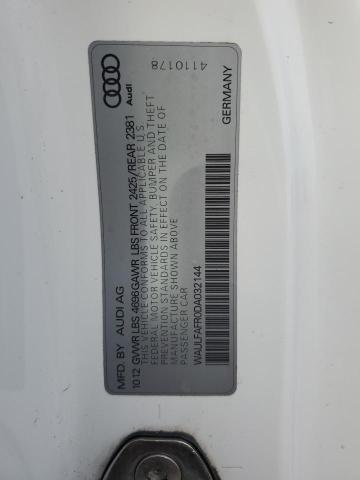 MFD. BY AUDI AG
10.12 GVWR LBS 4696 GAWR LBS FRONT 2425/REAR 2381
THIS VEHICLE CONFORMS TO ALL APPLICABLE U.S.
FEDERAL MOTOR VEHICLE SAFETY, BUMPER AND THEFT
PREVENTION STANDARDS IN EFFECT ON THE DATE OF
MANUFACTURE SHOWN ABOVE
PASSENGER CAR
WAULFAFR0DA032144
Audi
4110178
GERMANY